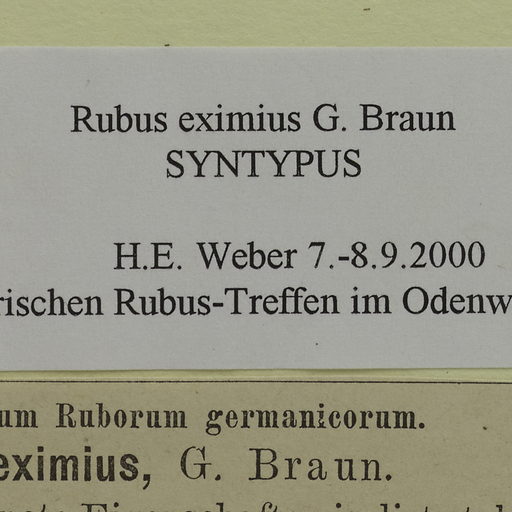 Rubus eximius G. Braun
SYNTYPUS
H.E. Weber 7.-8.9.2000
rischen Rubus-Treffen im Odenw
um Ruborum germanicorum.
eximius, G. Braun.